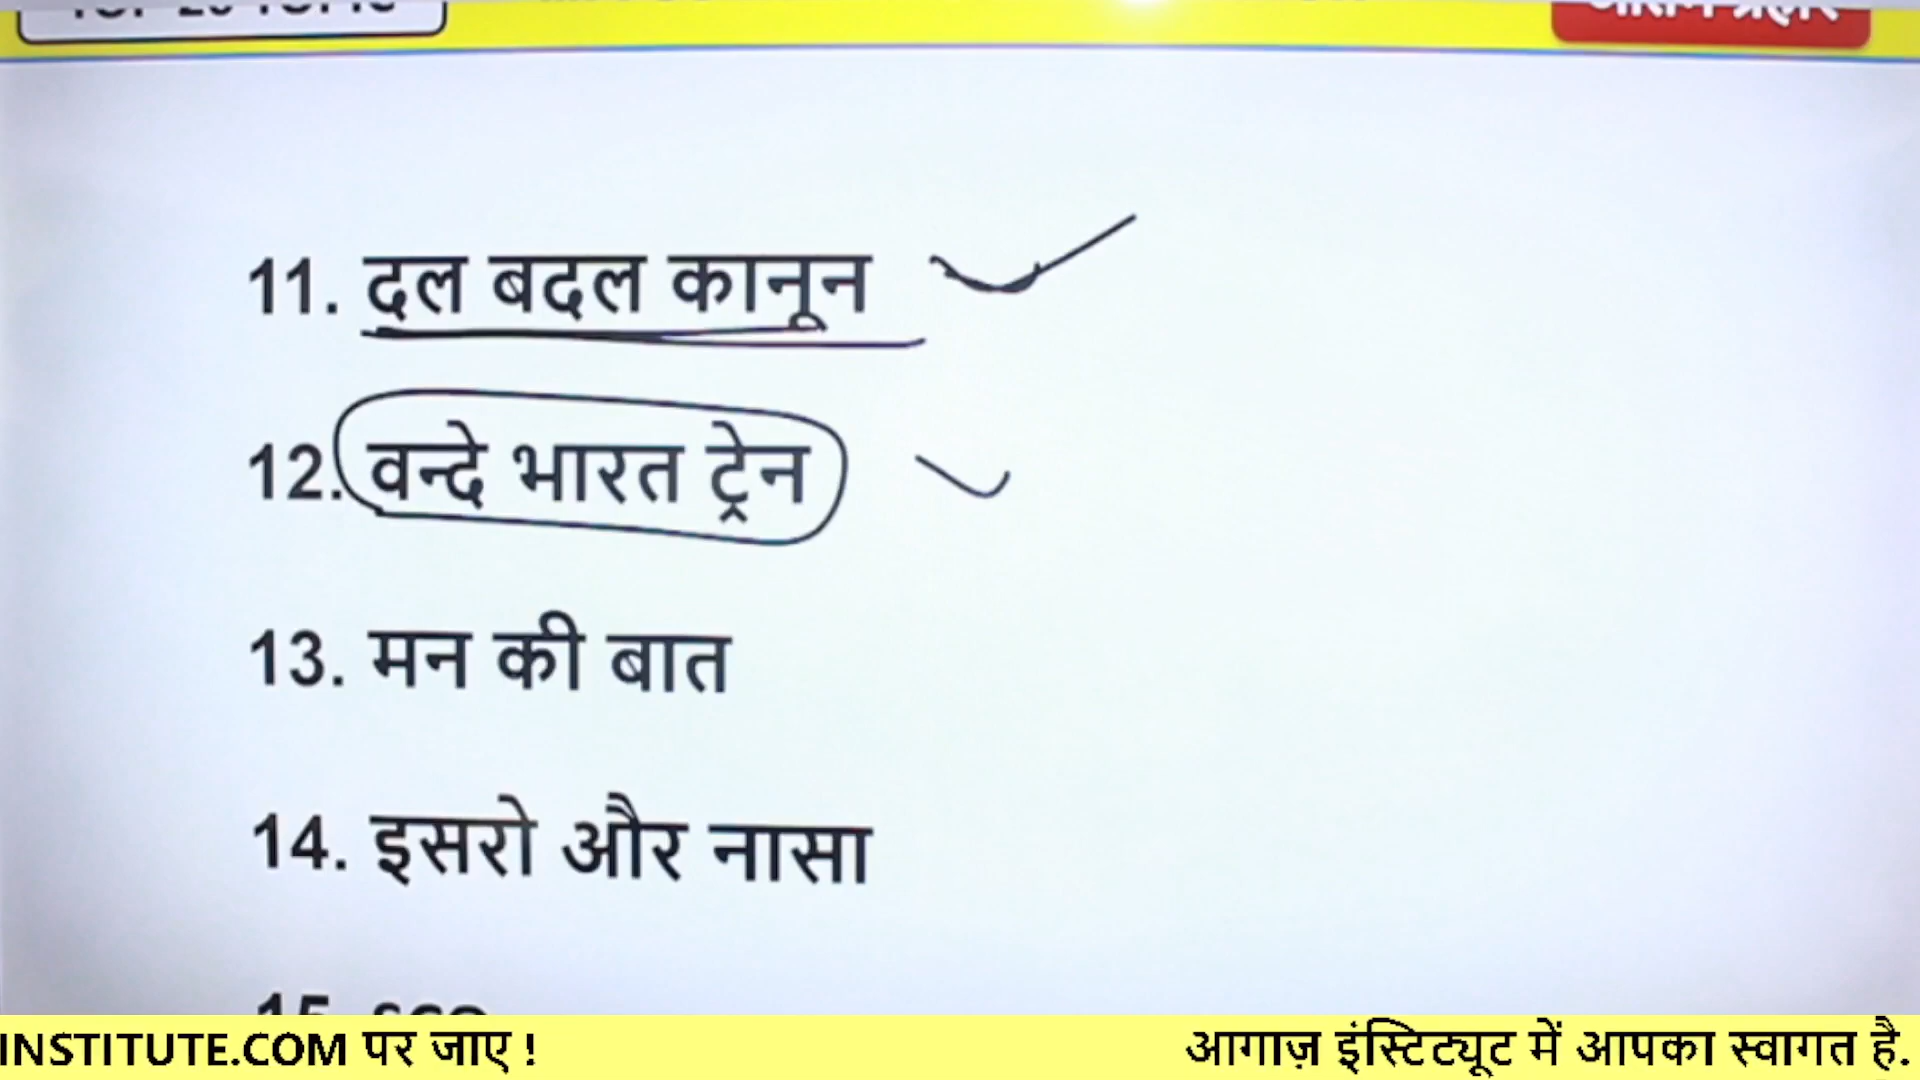 11. दल बदल कानून
12. वन्दे भारत ट्रेन
13. मन की बात
14. इसरो और नासा
INSTITUTE.COM पर जाए !
आगाज़ इंस्टिट्यूट में आपका स्वागत है.